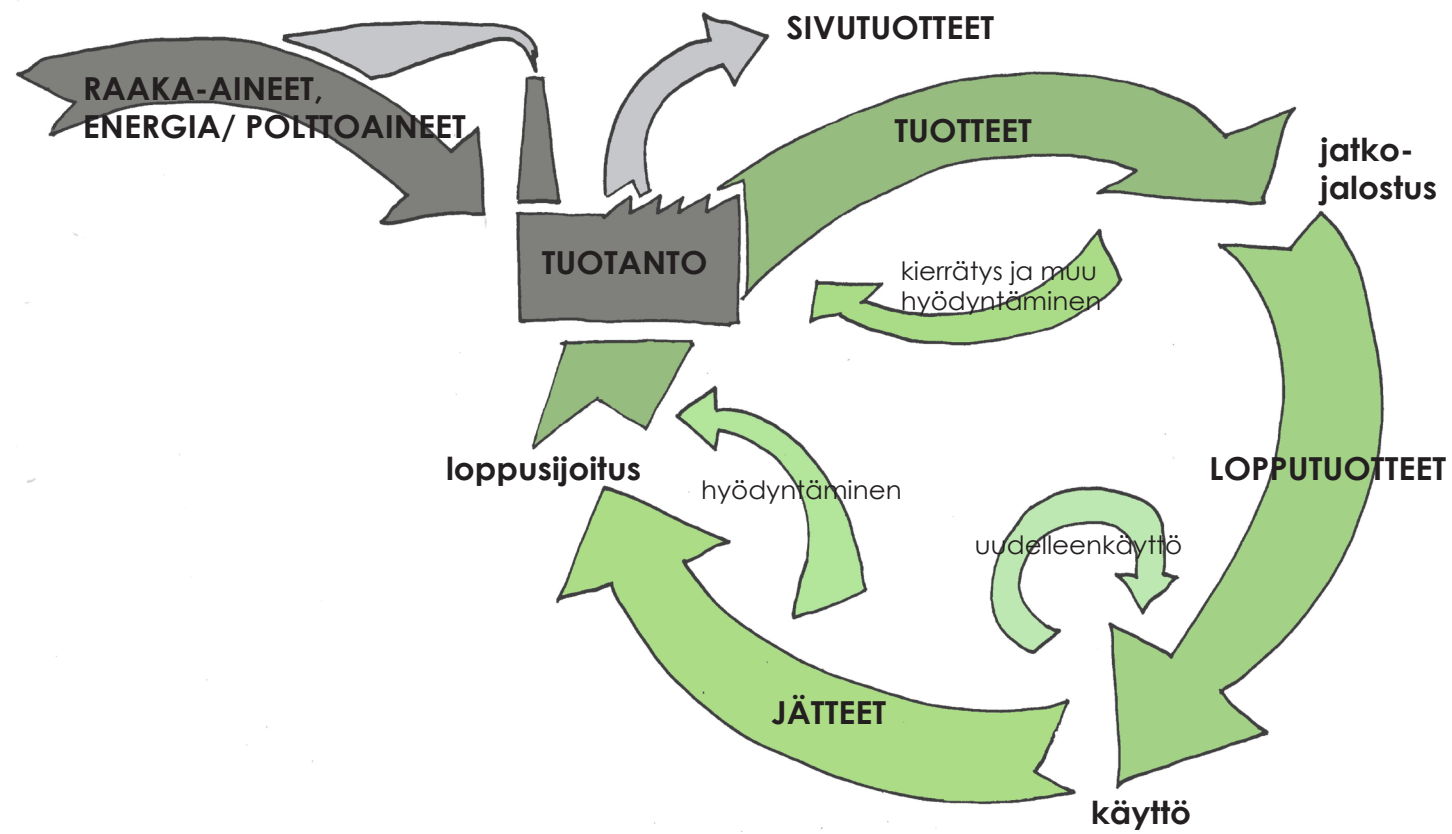 SIVUTUOTTEET
RAAKA-AINEET,
ENERGIA/ POLTTOAINEET
TUOTTEET
jatko-
jalostus
TUOTANTO
kierrätys ja muu
hyödyntäminen
loppusijoitus
hyödyntäminen
LOPPUTUOTTEET
uudelleenkäyttö
JÄTTEET
käyttö